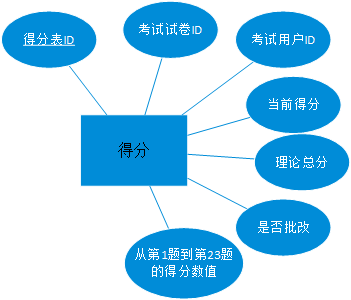 得分表ID
考试试卷ID
考试用户ID
当前得分
得分
理论总分
是否批改
从第1题到第23题
的得分数值